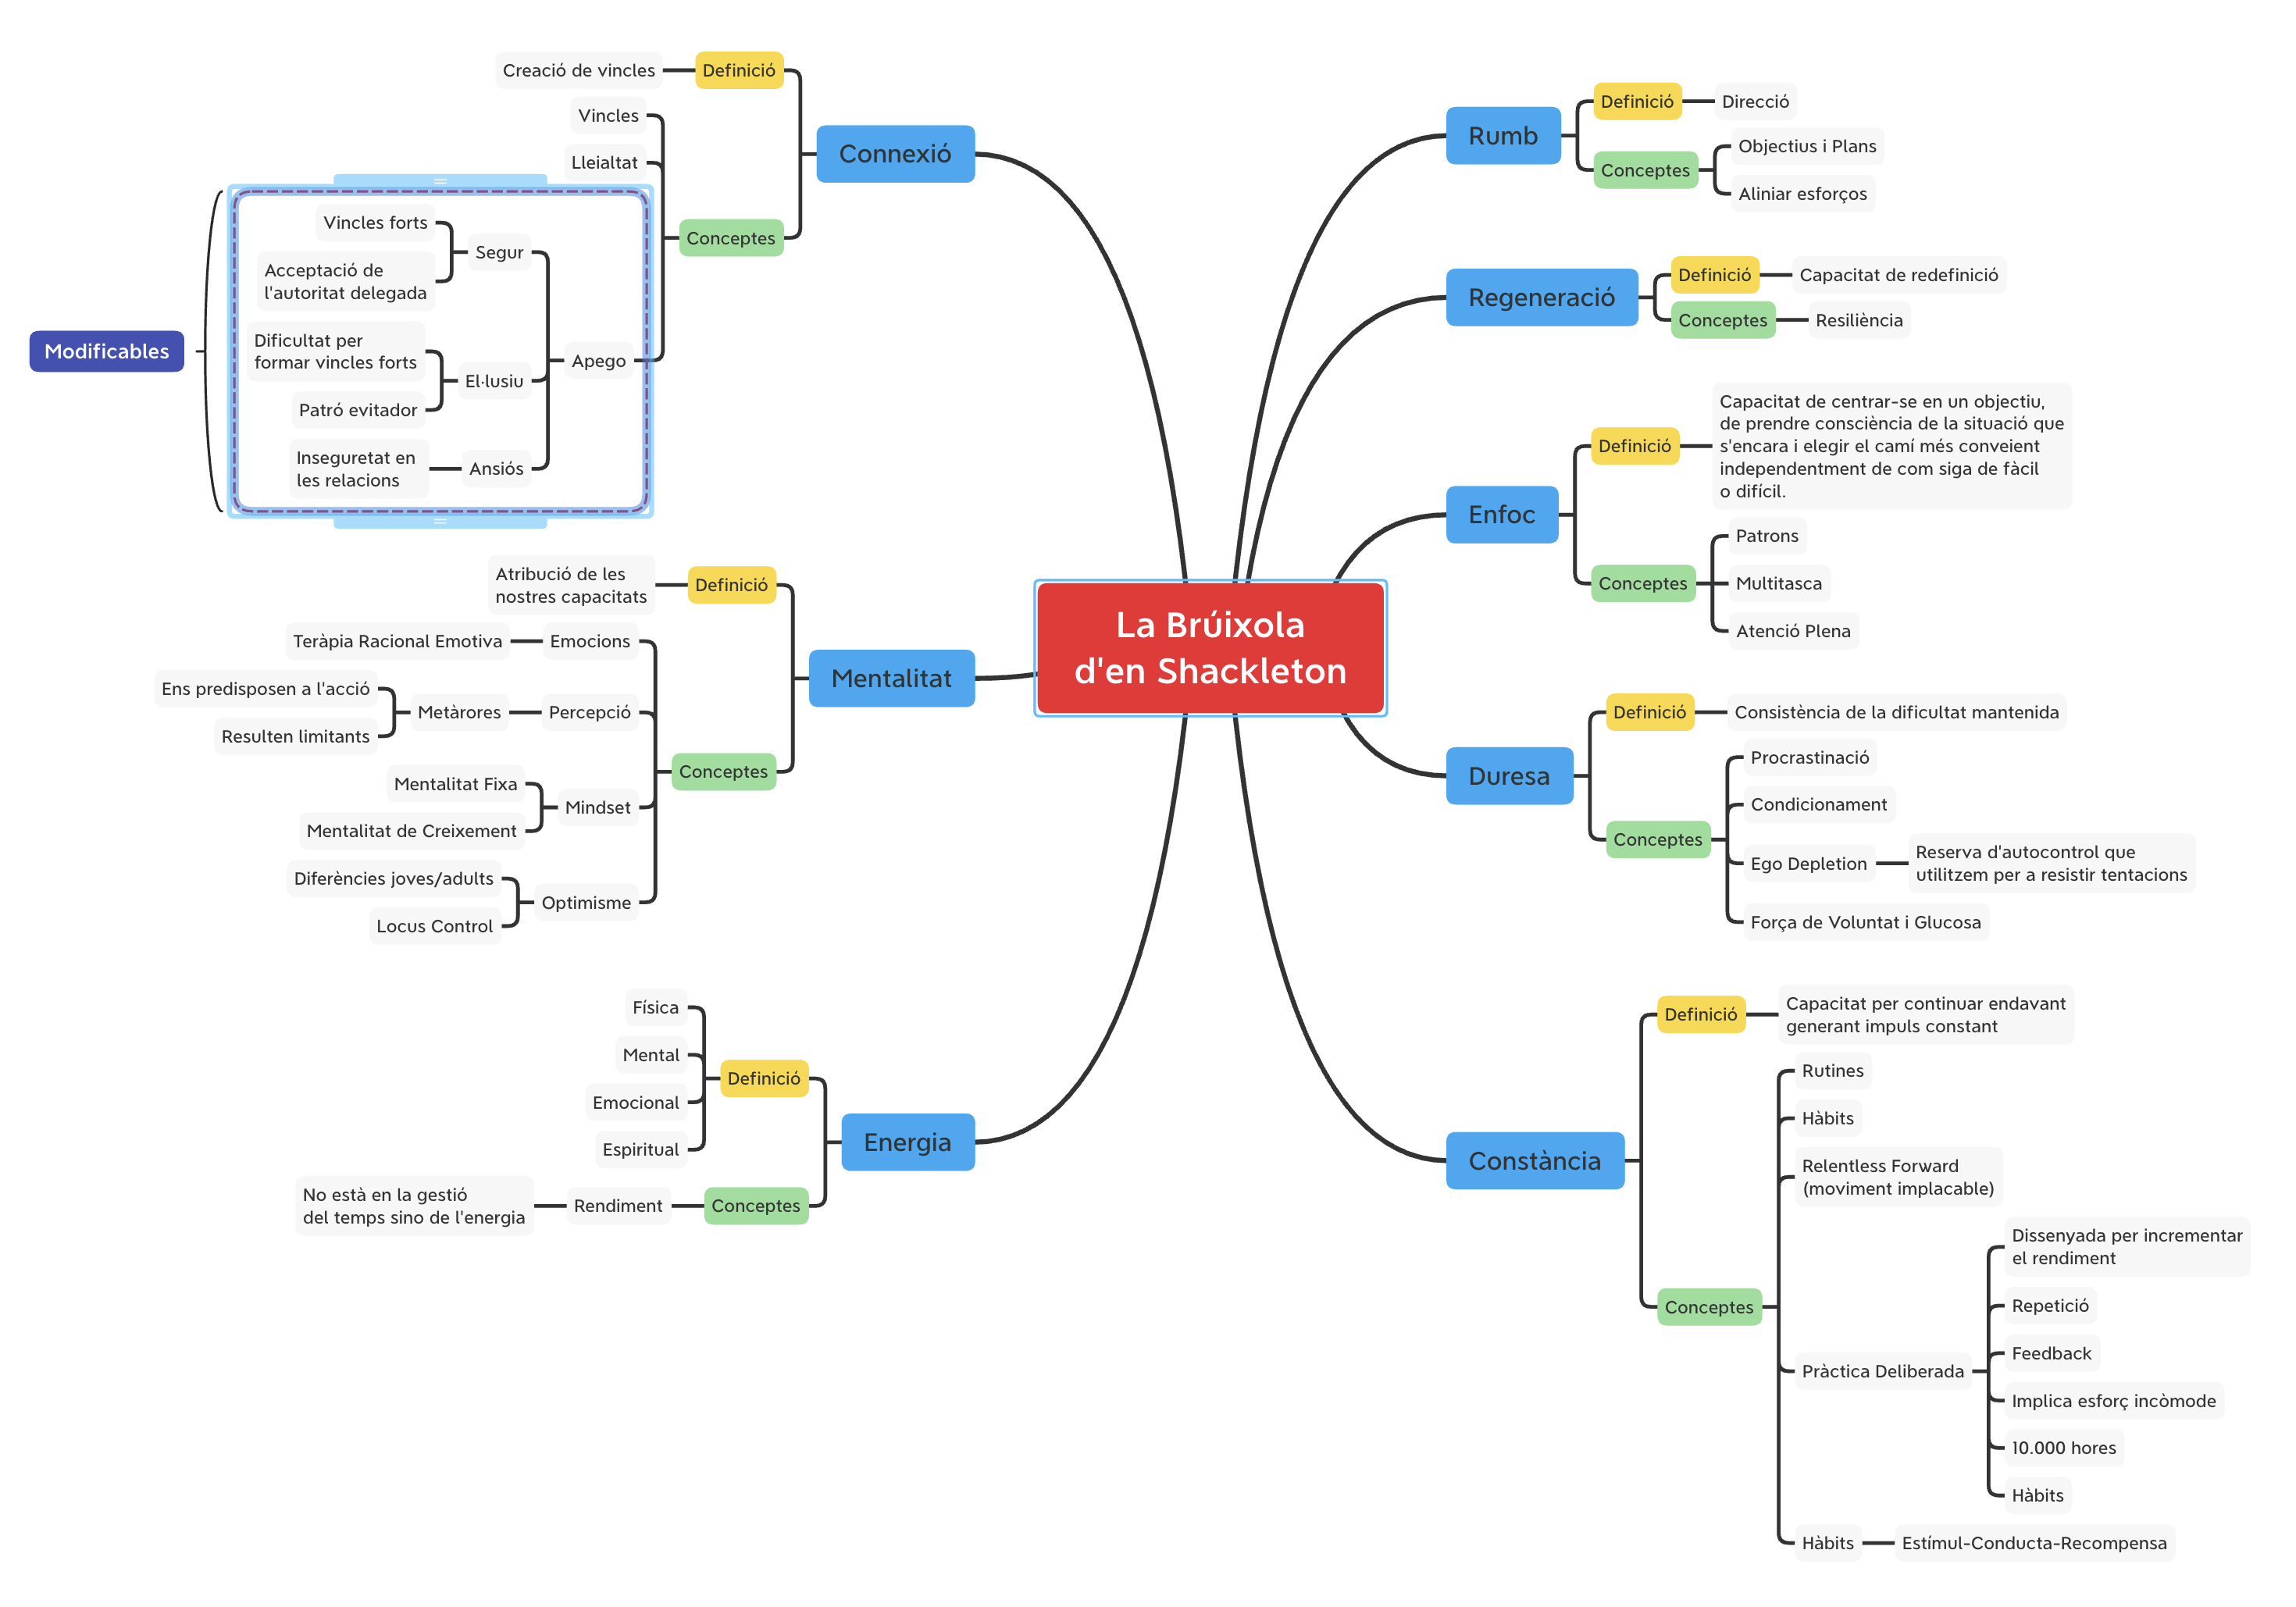 La Brúixola
d'en Shackleton
Rumb
Definició
Direcció
Conceptes
Objectius i Plans
Aliniar esforços
Regeneració
Definició
Capacitat de redefinició
Conceptes
Resiliència
Enfoc
Definició
Capacitat de centrar-se en un objectiu,
de prendre consciència de la situació que
s'encara i elegir el camí més conveient
independentment de com siga de fàcil
o difícil.
Conceptes
Patrons
Multitasca
Atenció Plena
Duresa
Definició
Consistència de la dificultat mantenida
Conceptes
Procrastinació
Condicionament
Ego Depletion
Reserva d'autocontrol que
utilitzem per a resistir tentacions
Força de Voluntat i Glucosa
Constància
Definició
Capacitat per continuar endavant
generant impuls constant
Conceptes
Rutines
Hàbits
Relentless Forward
(moviment implacable)
Pràctica Deliberada
Dissenyada per incrementar
el rendiment
Repetició
Feedback
Implica esforç incòmode
10.000 hores
Hàbits
Hàbits
Estímul-Conducta-Recompensa
Connexió
Definició
Creació de vincles
Conceptes
Vincles
Lleialtat
Apego
Segur
Vincles forts
Acceptació de
l'autoritat delegada
El·lusiu
Dificultat per
formar vincles forts
Patró evitador
Ansiós
Inseguretat en
les relacions
Modificables
Mentalitat
Definició
Atribució de les
nostres capacitats
Conceptes
Emocions
Teràpia Racional Emotiva
Percepció
Metàrores
Ens predisposen a l'acció
Resulten limitants
Mindset
Mentalitat Fixa
Mentalitat de Creixement
Optimisme
Diferències joves/adults
Locus Control
Energia
Definició
Física
Mental
Emocional
Espiritual
Conceptes
Rendiment
No està en la gestió
del temps sino de l'energia